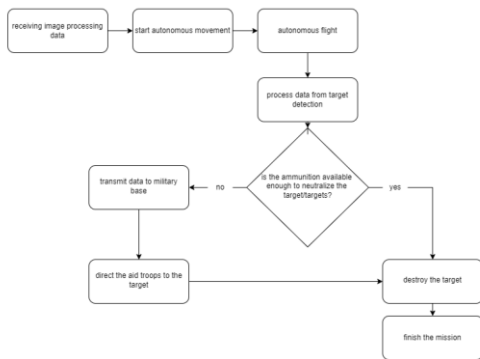 receiving image processing
data
start autonomous movement
autonomous flight
process data from target
detection
is the ammunition available
enough to neutralize the
target/targets?
no
yes
transmit data to military
base
direct the aid troops to the
target
destroy the target
finish the mission